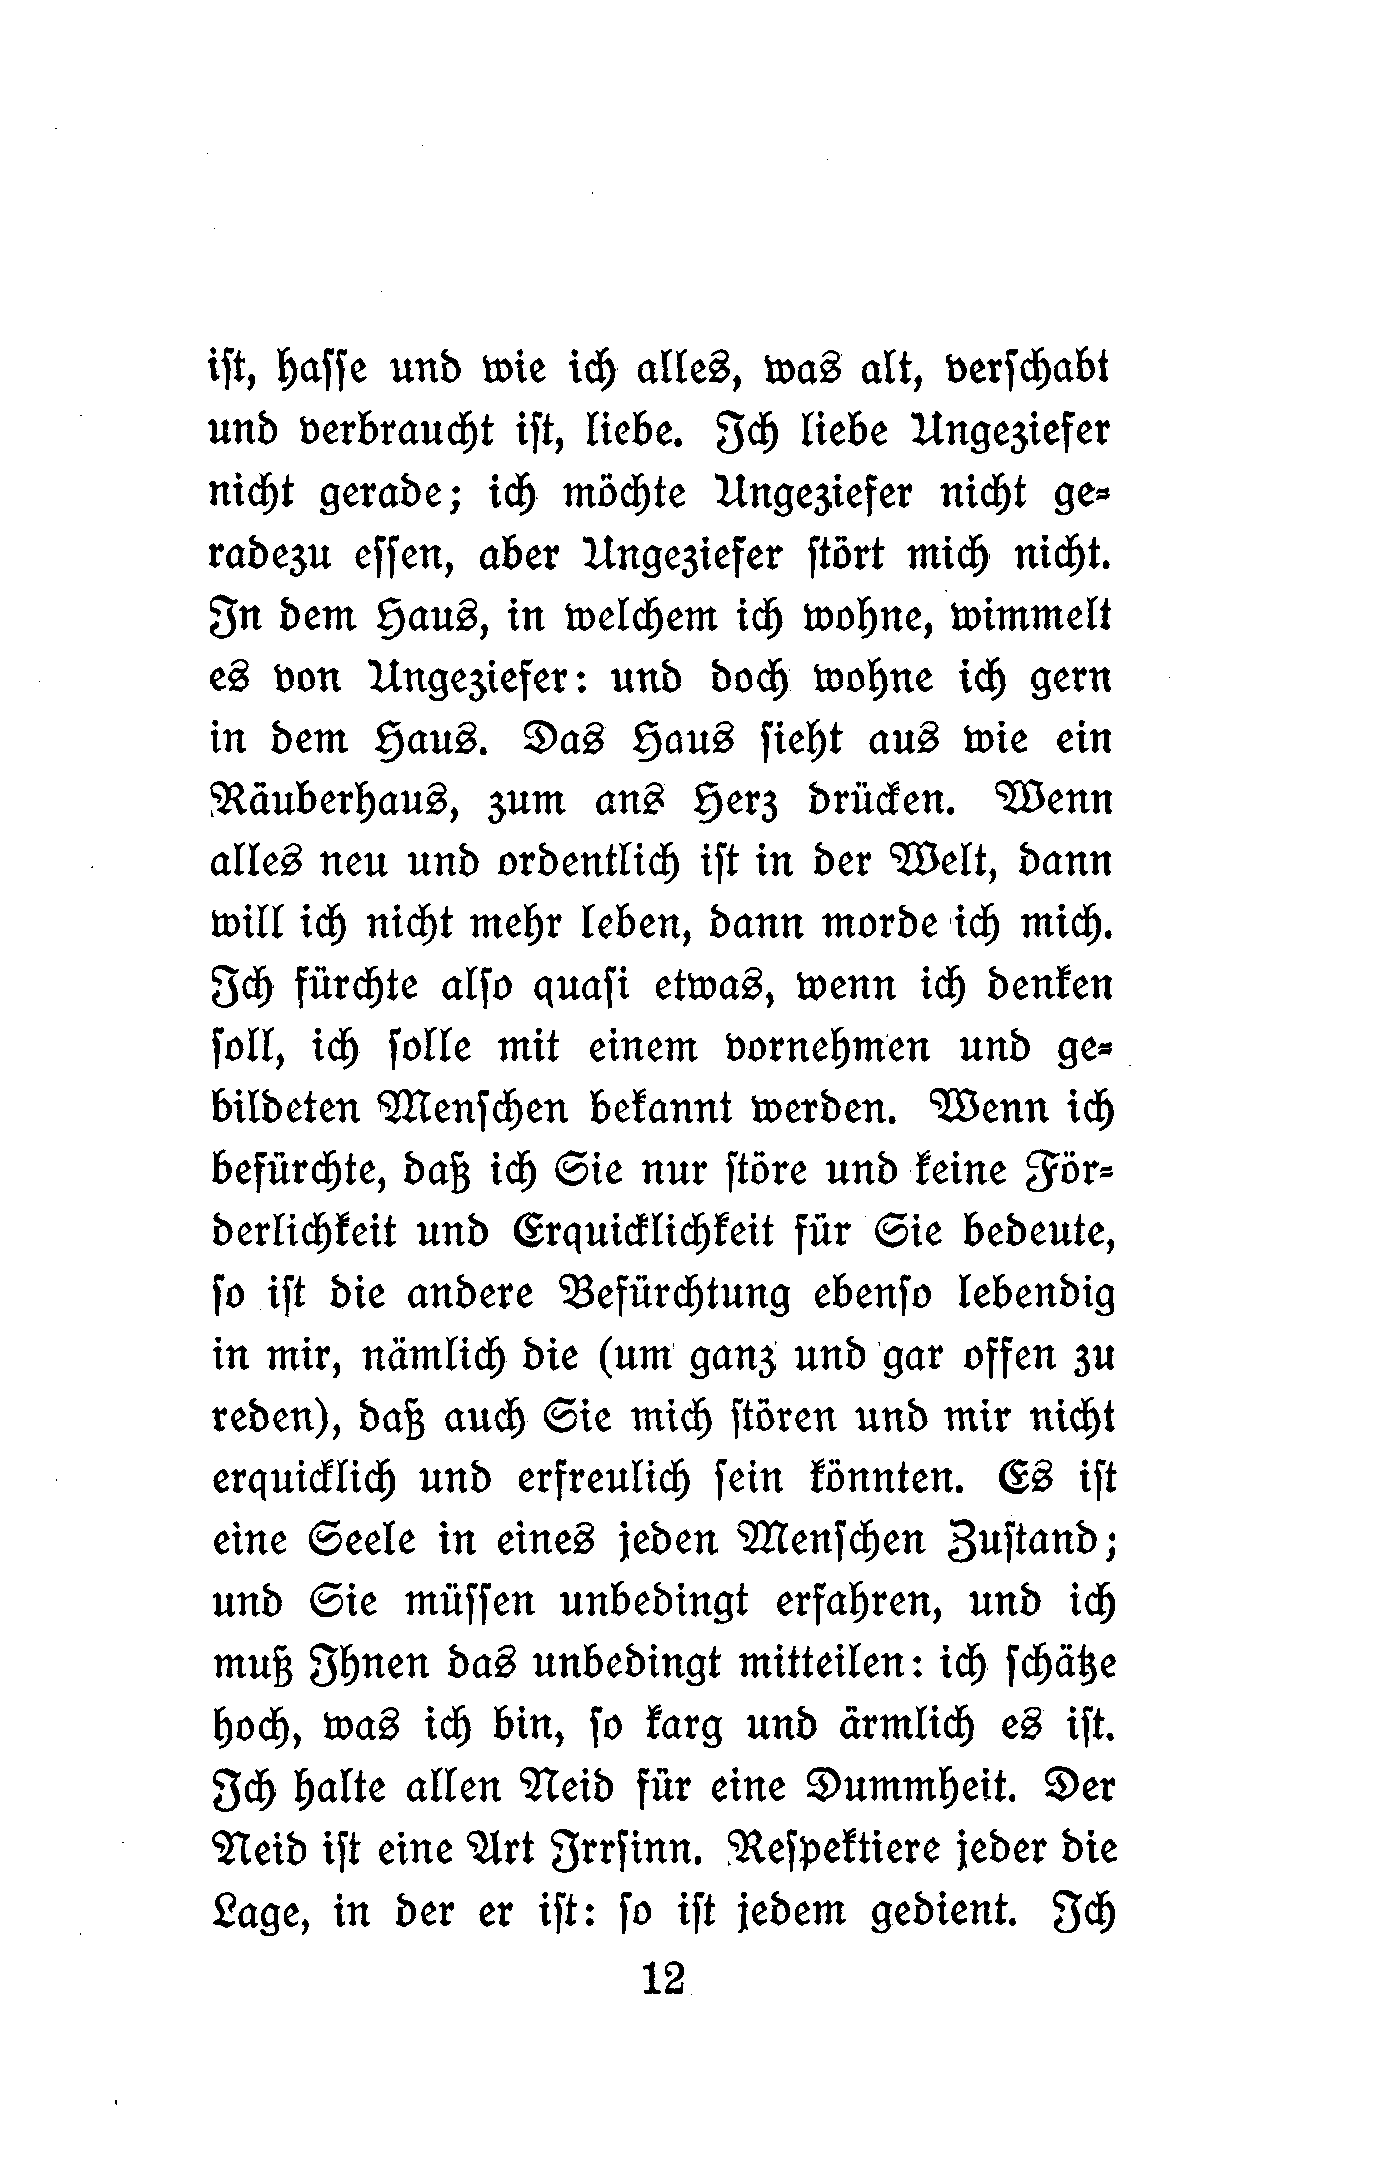 ist, hasse und wie ich alles, was alt, verschabt
und verbraucht ist, liebe. Ich liebe Ungeziefer
nicht gerade; ich möchte Ungeziefer nicht ge-
radezu essen, aber Ungeziefer stört mich nicht.
In dem Haus, in welchem ich wohne, wimmelt
es von Ungeziefer: und doch wohne ich gern
in dem Haus. Das Haus sieht aus wie ein
Räuberhaus, zum ans Herz drücken. Wenn
alles neu und ordentlich ist in der Welt, dann
will ich nicht mehr leben, dann morde ich mich.
Ich fürchte also quasi etwas, wenn ich denken
soll, ich solle mit einem vornehmen und ge-
bildeten Menschen bekannt werden. Wenn ich
befürchte, daß ich Sie nur störe und keine För-
derlichkeit und Erquicklichkeit für Sie bedeute,
so ist die andere Befürchtung ebenso lebendig
in mir, nämlich die (um ganz und gar offen zu
reden), daß auch Sie mich stören und mir nicht
erquicklich und erfreulich sein könnten. Es ist
eine Seele in eines jeden Menschen Zustand;
und Sie müssen unbedingt erfahren, und ich
muß Ihnen das unbedingt mitteilen: ich schätze
hoch, was ich bin, so karg und ärmlich es ist.
Ich halte allen Neid für eine Dummheit. Der
Neid ist eine Art Irrsinn. Respektiere jeder die
Lage, in der er ist: so ist jedem gedient. Ich
12